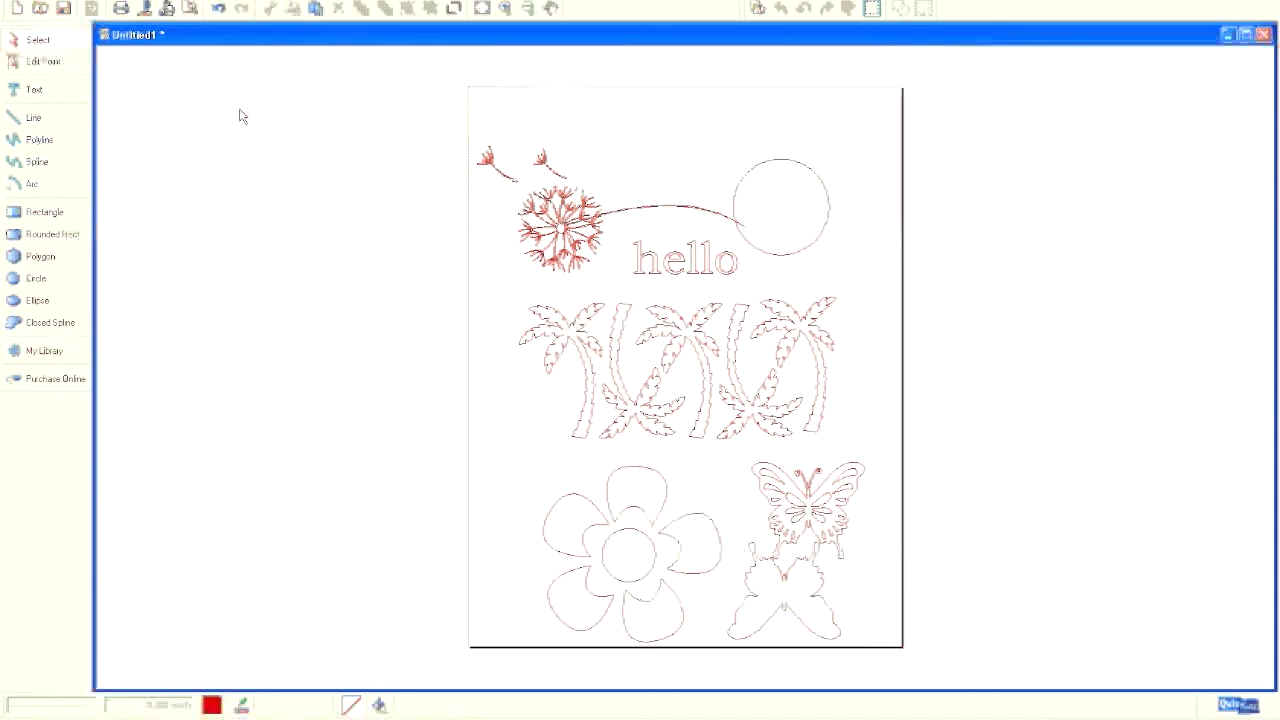 Untitled1 *
Select
Edit Point
Text
Line
Polyline
Spline
Arc
Rectangle
Rounded Rect
Polygon
Circle
Ellipse
Closed Spline
My Library
Purchase Online
hello